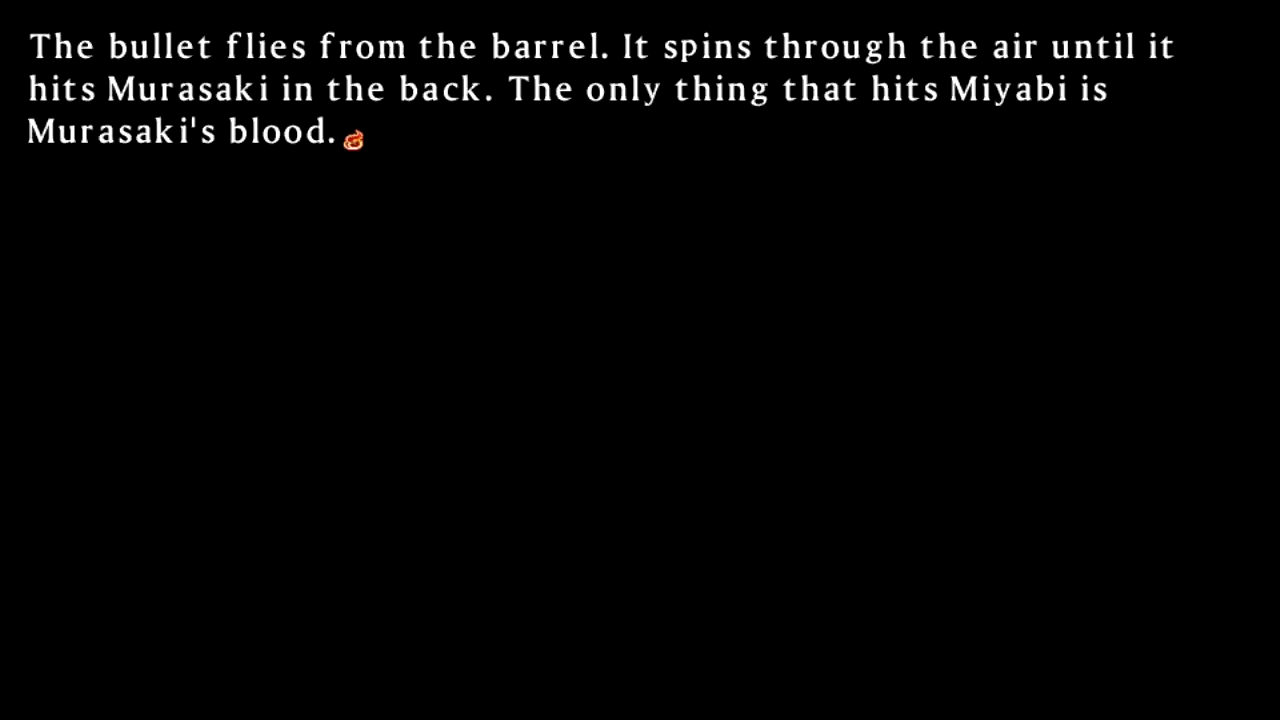 The bullet flies from the barrel. It spins through the air until it
hits Murasaki in the back. The only thing that hits Miyabi is
Murasaki's blood.